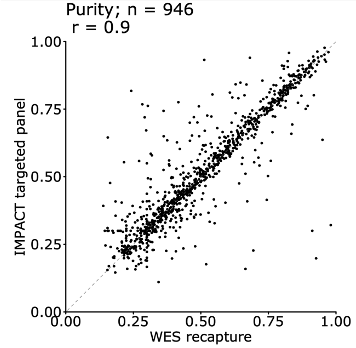 Purity; n = 946
r = 0.9
1.00
0.75
0.50
0.25
0.00
IMPACT targeted panel
0.00 0.25 0.50 0.75 1.00
WES recapture